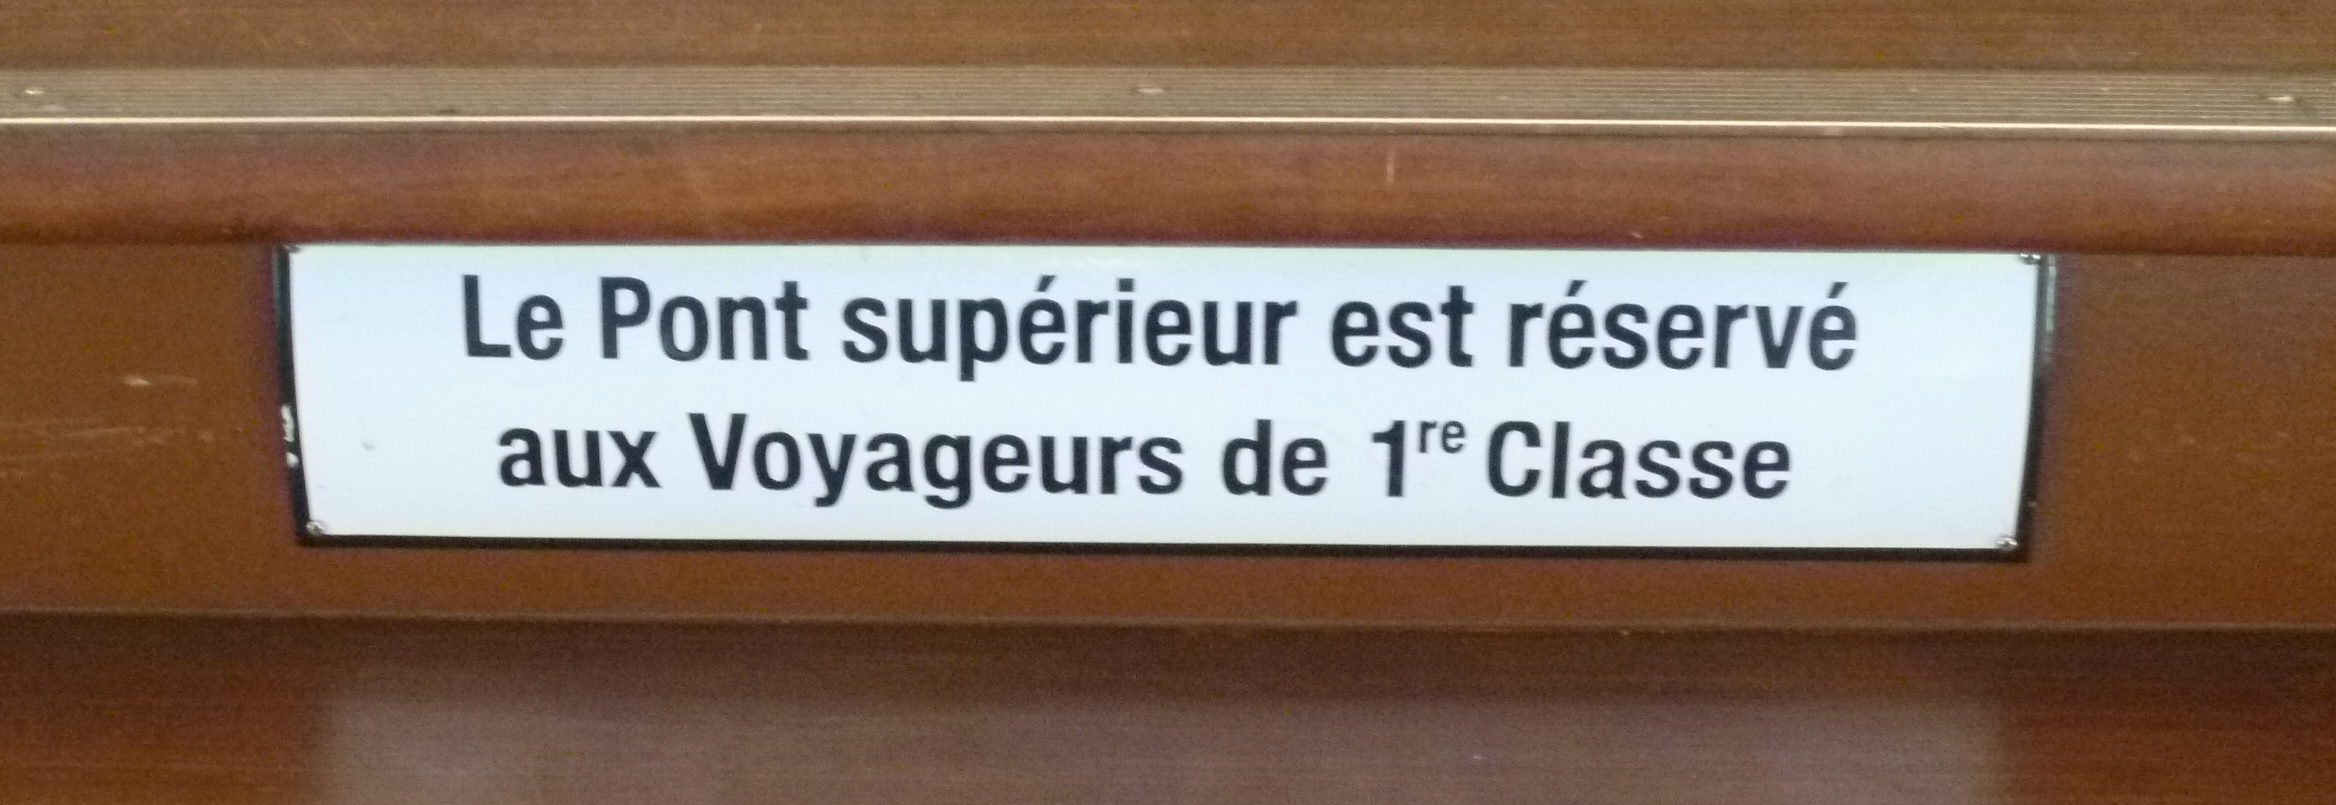 Le Pont supérieur est réservé
aux Voyageurs de 1re Classe